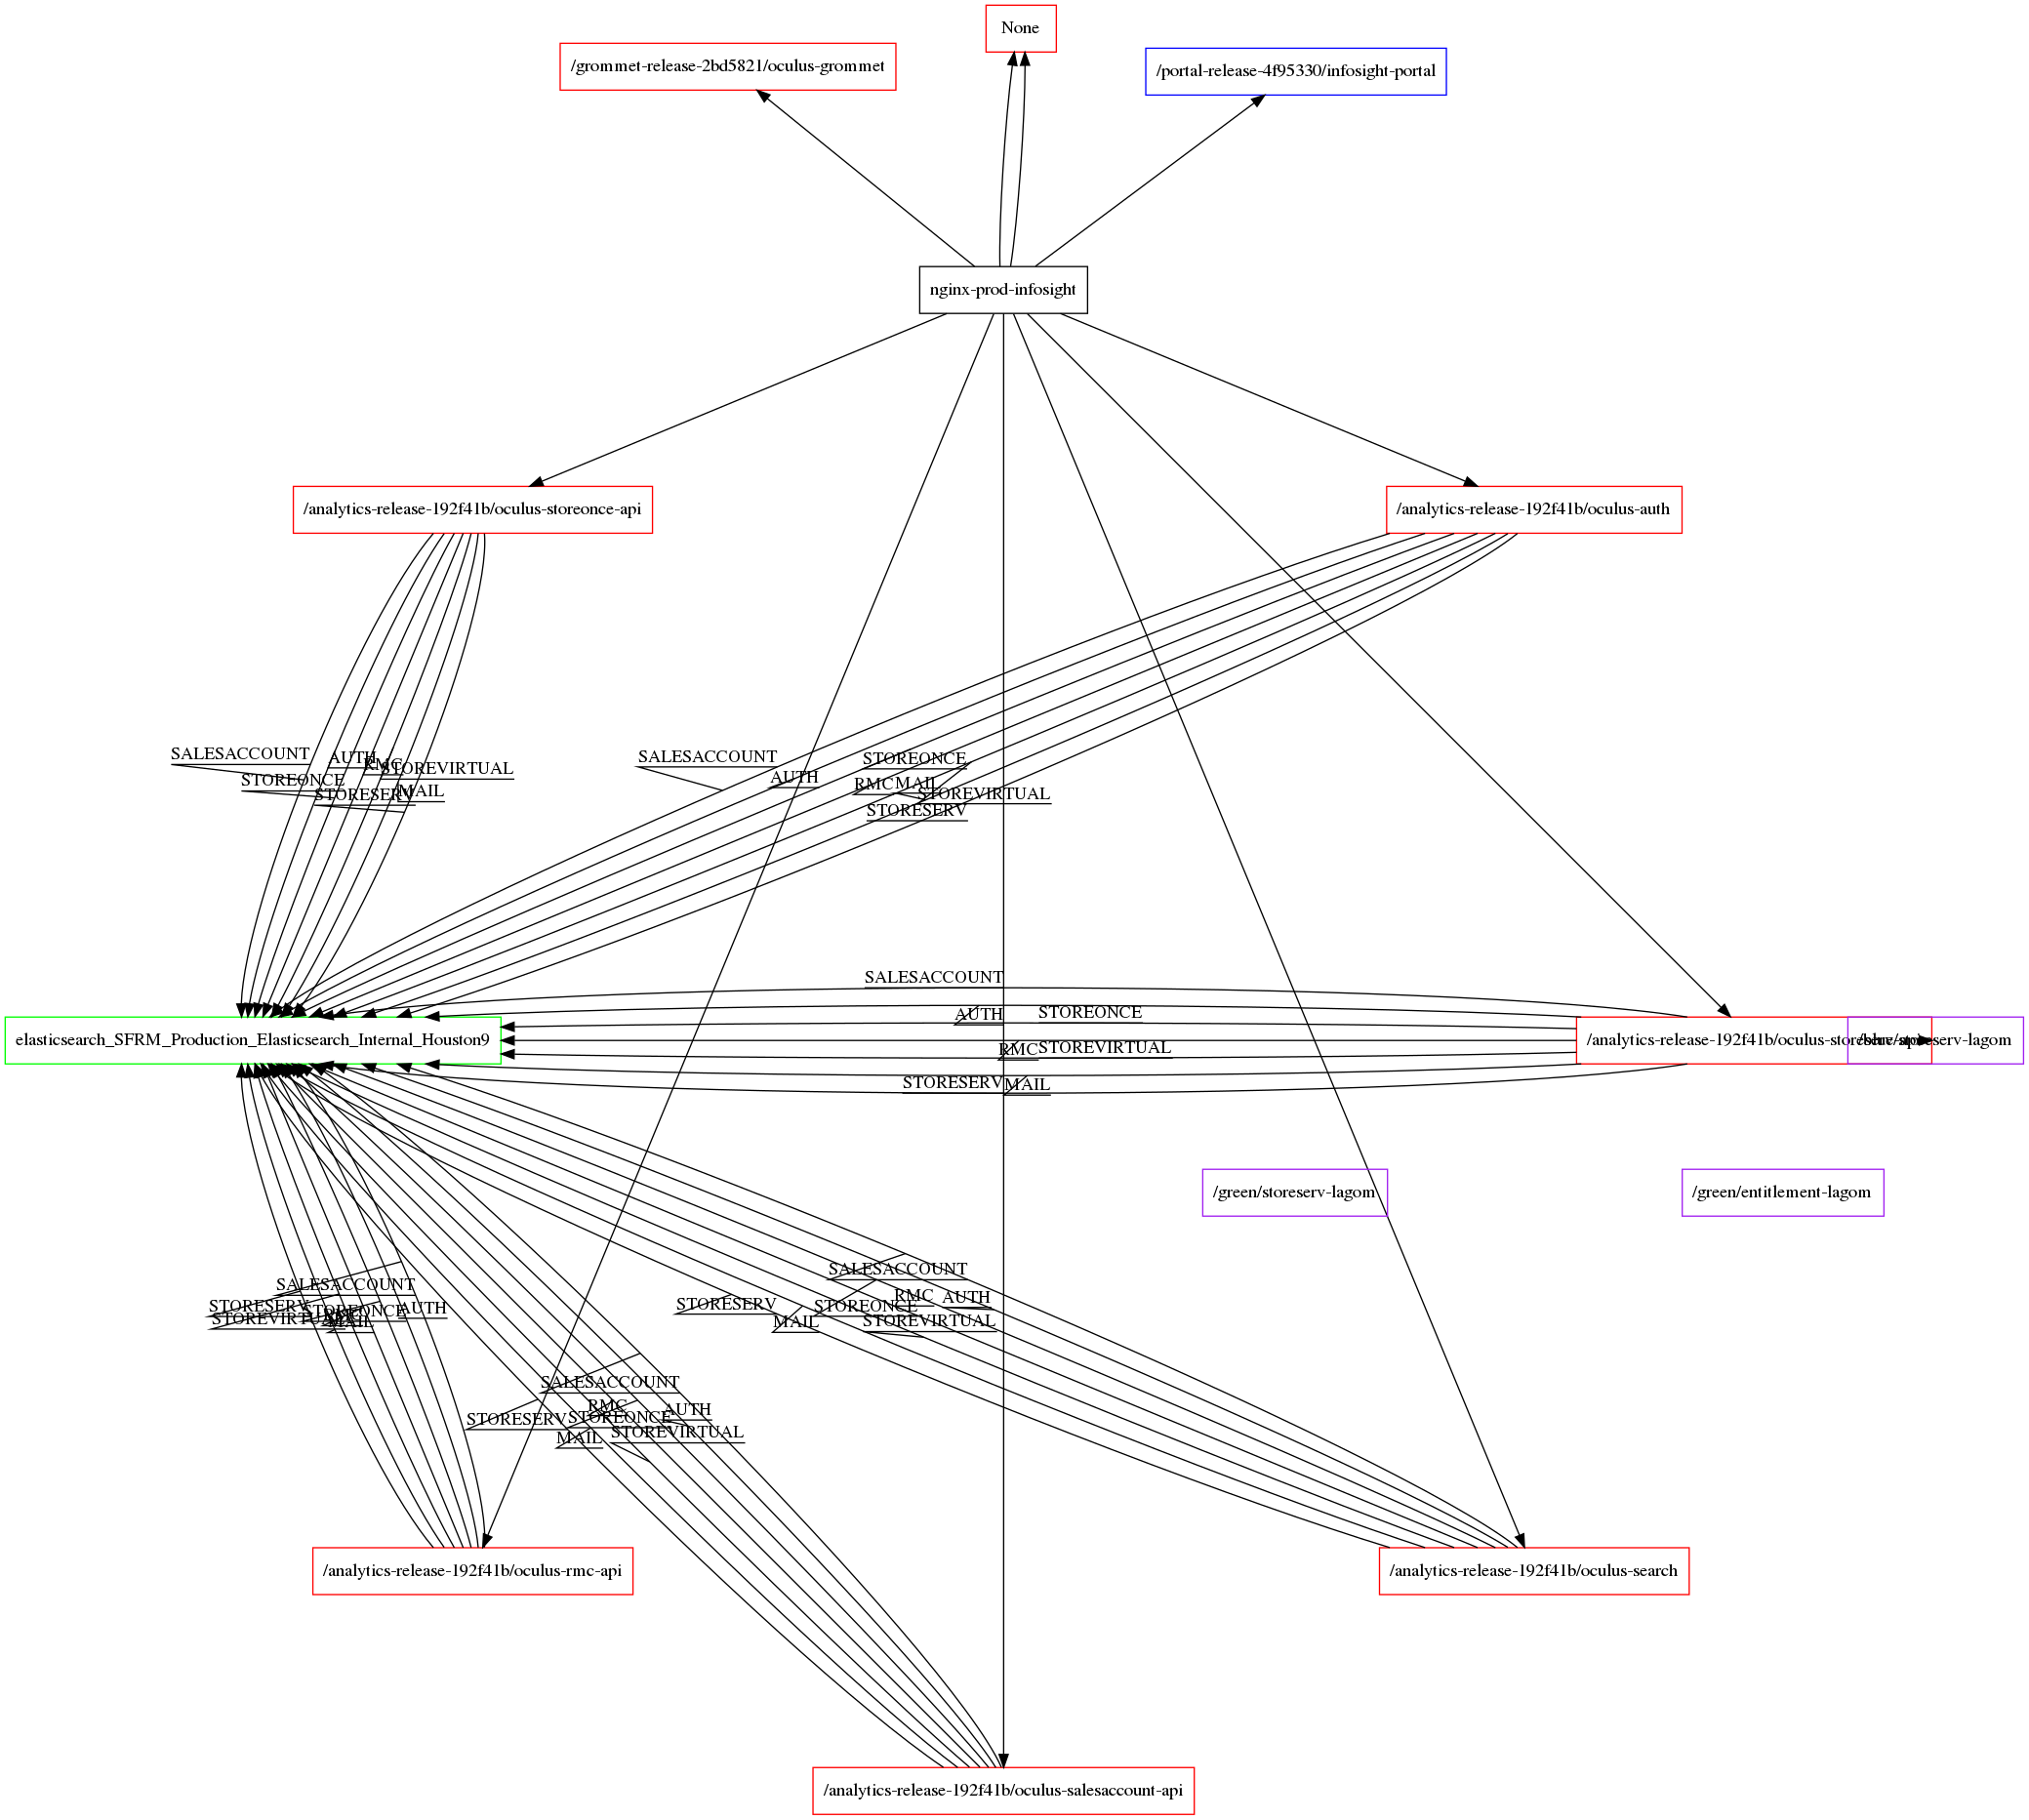 None
/grommet-release-2bd5821/oculus-grommet
/portal-release-4f95330/infosight-portal
nginx-prod-infosight
/analytics-release-192f41b/oculus-storeonce-api
/analytics-release-192f41b/oculus-auth
SALESACCOUNT
AUTH
RMC
STOREVIRTUAL
STOREONCE
STORESERV
MAIL
SALESACCOUNT
AUTH
STOREONCE
RMC
MAIL
STOREVIRTUAL
STORESERV
SALESACCOUNT
AUTH
STOREONCE
RMC
STOREVIRTUAL
STORESERV
MAIL
elasticsearch_SFRM_Production_Elasticsearch_Internal_Houston9
/analytics-release-192f41b/oculus-storeserv-api
/blue/storeserv-lagom
/green/storeserv-lagom
/green/entitlement-lagom
SALESACCOUNT
STORESERV
STOREONCE
AUTH
STOREVIRTUAL
RMC
MAIL
SALESACCOUNT
RMC
AUTH
STORESERV
STOREONCE
MAIL
STOREVIRTUAL
SALESACCOUNT
RMC
AUTH
STORESERV
STOREONCE
STOREVIRTUAL
MAIL
/analytics-release-192f41b/oculus-rmc-api
/analytics-release-192f41b/oculus-search
/analytics-release-192f41b/oculus-salesaccount-api